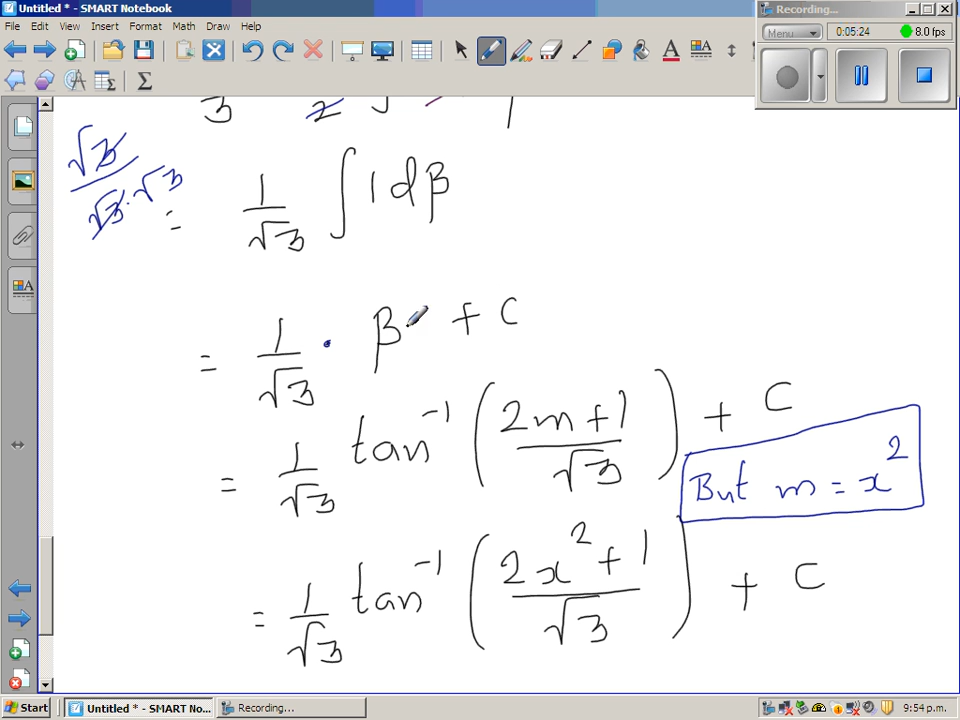 Untitled * - SMART Notebook
Recording...
File Edit View Insert Format Math Draw Help
Menu
0:05:24
8.0 fps
3 2
√3
√3 · √3
= 1/√3 ∫ 1 dβ
= 1/√3 · β + C
= 1/√3 tan⁻¹ ( 2m + 1 / √3 ) + C
But m = x²
= 1/√3 tan⁻¹ ( 2x² + 1 / √3 ) + C
Start
Untitled * - SMART No...
Recording...
9:54 p.m.